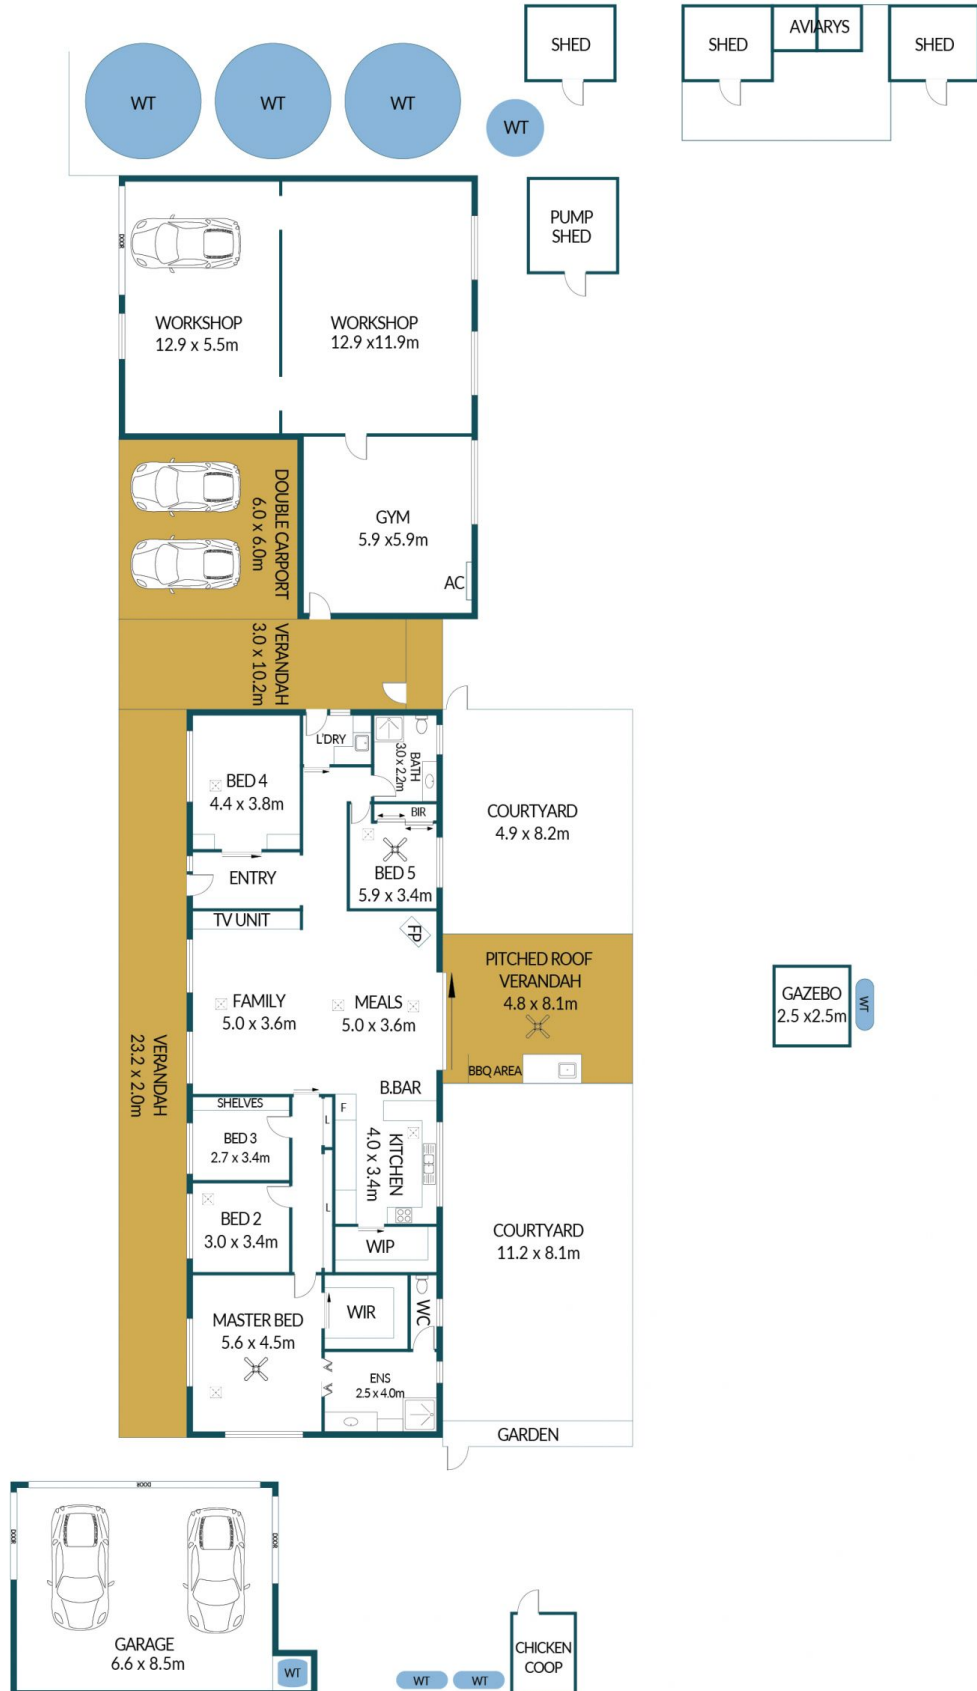 SHED
SHED
AVIARYS
SHED
WT
WT
WT
WT
PUMP
SHED
DOOR
WORKSHOP
12.9 x 5.5m
WORKSHOP
12.9 x11.9m
DOUBLE CARPORT
6.0 x 6.0m
GYM
5.9 x5.9m
AC
VERANDAH
3.0 x 10.2m
L'DRY
BATH
3.0 x 2.2m
BED 4
4.4 x 3.8m
BIR
BED 5
5.9 x 3.4m
COURTYARD
4.9 x 8.2m
ENTRY
TV UNIT
FP
FAMILY
5.0 x 3.6m
MEALS
5.0 x 3.6m
PITCHED ROOF
VERANDAH
4.8 x 8.1m
BBQ AREA
GAZEBO
2.5 x2.5m
WT
VERANDAH
23.2 x 2.0m
B.BAR
SHELVES
F
L
BED 3
2.7 x 3.4m
KITCHEN
4.0 x 3.4m
BED 2
3.0 x 3.4m
L
WIP
COURTYARD
11.2 x 8.1m
MASTER BED
5.6 x 4.5m
WIR
WC
ENS
2.5 x 4.0m
GARDEN
DOOR
DOOR
DOOR
GARAGE
6.6 x 8.5m
WT
WT
WT
CHICKEN
COOP